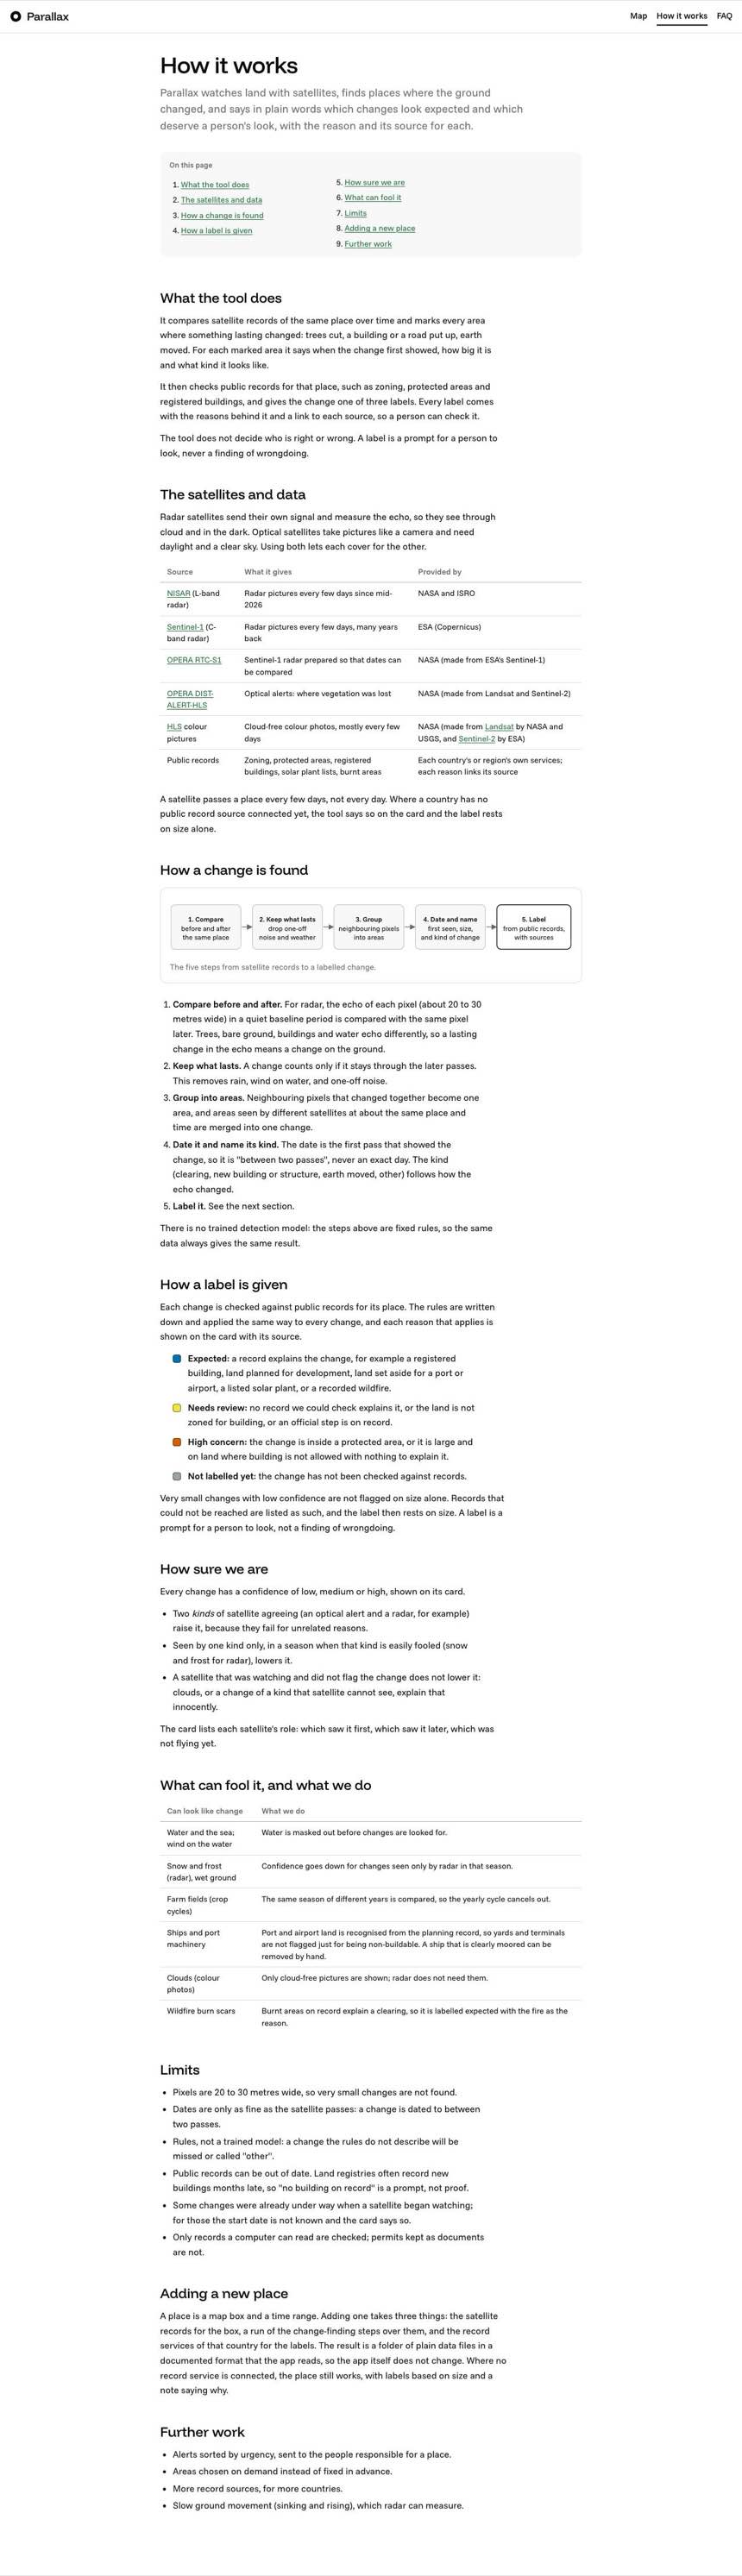 Parallax
Map How it works FAQ
How it works
Parallax watches land with satellites, finds places where the ground
changed, and says in plain words which changes look expected and which
deserve a person's look, with the reason and its source for each.
On this page
1. What the tool does
2. The satellites and data
3. How a change is found
4. How a label is given
5. How sure we are
6. What can fool it
7. Limits
8. Adding a new place
9. Further work
What the tool does
It compares satellite records of the same place over time and marks every area
where something lasting changed: trees cut, a building or a road put up, earth
moved. For each marked area it says when the change first showed, how big it is
and what kind it looks like.
It then checks public records for that place, such as zoning, protected areas and
registered buildings, and gives the change one of three labels. Every label comes
with the reasons behind it and a link to each source, so a person can check it.
The tool does not decide who is right or wrong. A label is a prompt for a person to
look, never a finding of wrongdoing.
The satellites and data
Radar satellites send their own signal and measure the echo, so they see through
cloud and in the dark. Optical satellites take pictures like a camera and need
daylight and a clear sky. Using both lets each cover for the other.
Source What it gives Provided by
NISAR (L-band
radar)
Radar pictures every few days since mid-
2026
NASA and ISRO
Sentinel-1 (C-
band radar)
Radar pictures every few days, many years
back
ESA (Copernicus)
OPERA RTC-S1
Sentinel-1 radar prepared so that dates can
be compared
NASA (made from ESA's Sentinel-1)
OPERA DIST-
ALERT-HLS
Optical alerts: where vegetation was lost
NASA (made from Landsat and Sentinel-2)
HLS colour
pictures
Cloud-free colour photos, mostly every few
days
NASA (made from Landsat by NASA and
USGS, and Sentinel-2 by ESA)
Public records
Zoning, protected areas, registered
buildings, solar plant lists, burnt areas
Each country's or region's own services;
each reason links its source
A satellite passes a place every few days, not every day. Where a country has no
public record source connected yet, the tool says so on the card and the label rests
on size alone.
How a change is found
1. Compare
before and after
the same place
2. Keep what lasts
drop one-off
noise and weather
3. Group
neighbouring pixels
into areas
4. Date and name
first seen, size,
and kind of change
5. Label
from public records,
with sources
The five steps from satellite records to a labelled change.
1. Compare before and after. For radar, the echo of each pixel (about 20 to 30
metres wide) in a quiet baseline period is compared with the same pixel
later. Trees, bare ground, buildings and water echo differently, so a lasting
change in the echo means a change on the ground.
2. Keep what lasts. A change counts only if it stays through the later passes.
This removes rain, wind on water, and one-off noise.
3. Group into areas. Neighbouring pixels that changed together become one
area, and areas seen by different satellites at about the same place and
time are merged into one change.
4. Date it and name its kind. The date is the first pass that showed the
change, so it is "between two passes", never an exact day. The kind
(clearing, new building or structure, earth moved, other) follows how the
echo changed.
5. Label it. See the next section.
There is no trained detection model: the steps above are fixed rules, so the same
data always gives the same result.
How a label is given
Each change is checked against public records for its place. The rules are written
down and applied the same way to every change, and each reason that applies is
shown on the card with its source.
Expected: a record explains the change, for example a registered
building, land planned for development, land set aside for a port or
airport, a listed solar plant, or a recorded wildfire.
Needs review: no record we could check explains it, or the land is not
zoned for building, or an official step is on record.
High concern: the change is inside a protected area, or it is large and
on land where building is not allowed with nothing to explain it.
Not labelled yet: the change has not been checked against records.
Very small changes with low confidence are not flagged on size alone. Records that
could not be reached are listed as such, and the label then rests on size. A label is a
prompt for a person to look, not a finding of wrongdoing.
How sure we are
Every change has a confidence of low, medium or high, shown on its card.
• Two kinds of satellite agreeing (an optical alert and a radar, for example)
raise it, because they fail for unrelated reasons.
• Seen by one kind only, in a season when that kind is easily fooled (snow
and frost for radar), lowers it.
• A satellite that was watching and did not flag the change does not lower it:
clouds, or a change of a kind that satellite cannot see, explain that
innocently.
The card lists each satellite's role: which saw it first, which saw it later, which was
not flying yet.
What can fool it, and what we do
Can look like change What we do
Water and the sea;
wind on the water
Water is masked out before changes are looked for.
Snow and frost
(radar), wet ground
Confidence goes down for changes seen only by radar in that season.
Farm fields (crop
cycles)
The same season of different years is compared, so the yearly cycle cancels out.
Ships and port
machinery
Port and airport land is recognised from the planning record, so yards and terminals
are not flagged just for being non-buildable. A ship that is clearly moored can be
removed by hand.
Clouds (colour
photos)
Only cloud-free pictures are shown; radar does not need them.
Wildfire burn scars
Burnt areas on record explain a clearing, so it is labelled expected with the fire as the
reason.
Limits
• Pixels are 20 to 30 metres wide, so very small changes are not found.
• Dates are only as fine as the satellite passes: a change is dated to between
two passes.
• Rules, not a trained model: a change the rules do not describe will be
missed or called "other".
• Public records can be out of date. Land registries often record new
buildings months late, so "no building on record" is a prompt, not proof.
• Some changes were already under way when a satellite began watching;
for those the start date is not known and the card says so.
• Only records a computer can read are checked; permits kept as documents
are not.
Adding a new place
A place is a map box and a time range. Adding one takes three things: the satellite
records for the box, a run of the change-finding steps over them, and the record
services of that country for the labels. The result is a folder of plain data files in a
documented format that the app reads, so the app itself does not change. Where no
record service is connected, the place still works, with labels based on size and a
note saying why.
Further work
• Alerts sorted by urgency, sent to the people responsible for a place.
• Areas chosen on demand instead of fixed in advance.
• More record sources, for more countries.
• Slow ground movement (sinking and rising), which radar can measure.